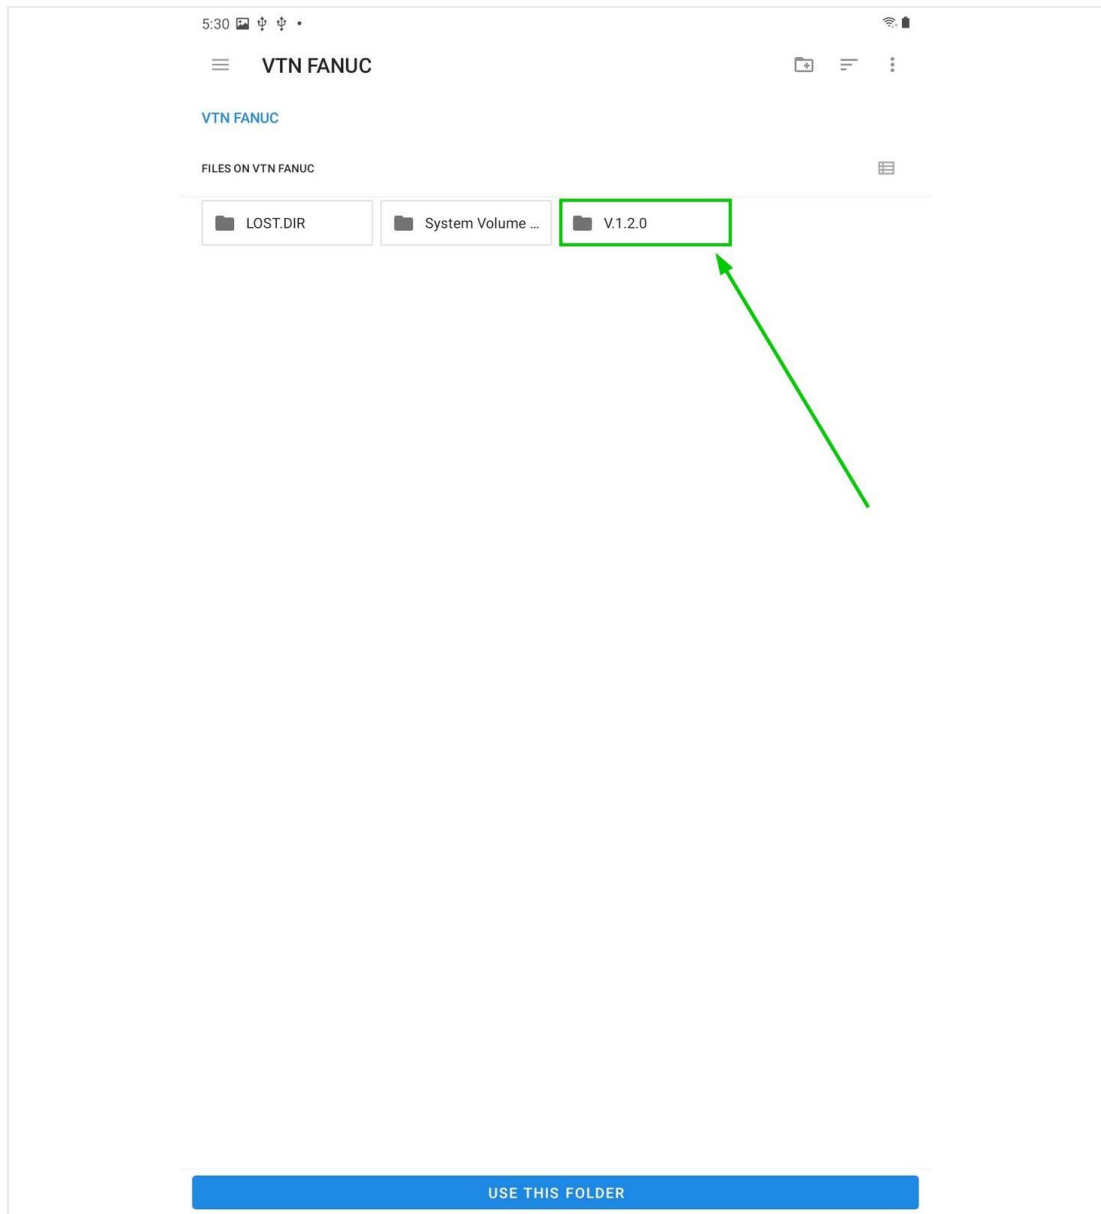 5:30
VTN FANUC
VTN FANUC
FILES ON VTN FANUC
LOST.DIR
System Volume ...
V.1.2.0
USE THIS FOLDER